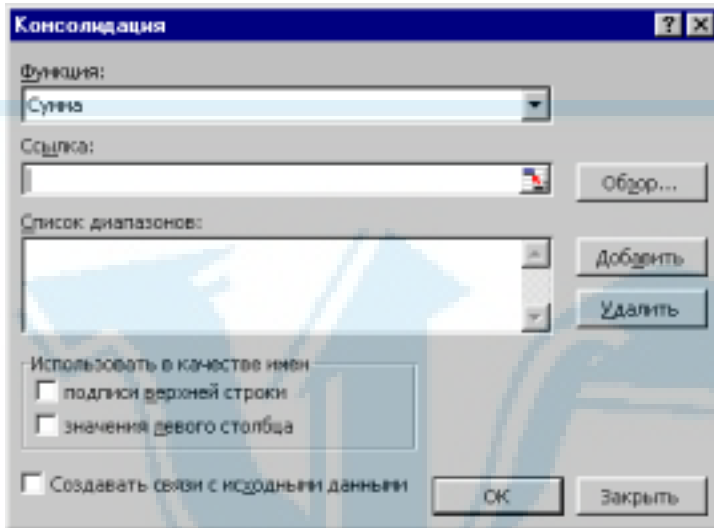 Консолидация
Функция:
Сумма
Ссылка:
Обзор...
Список диапазонов:
Добавить
Удалить
Использовать в качестве имен
подписи верхней строки
значения левого столбца
Создавать связи с исходными данными
OK
Закрыть